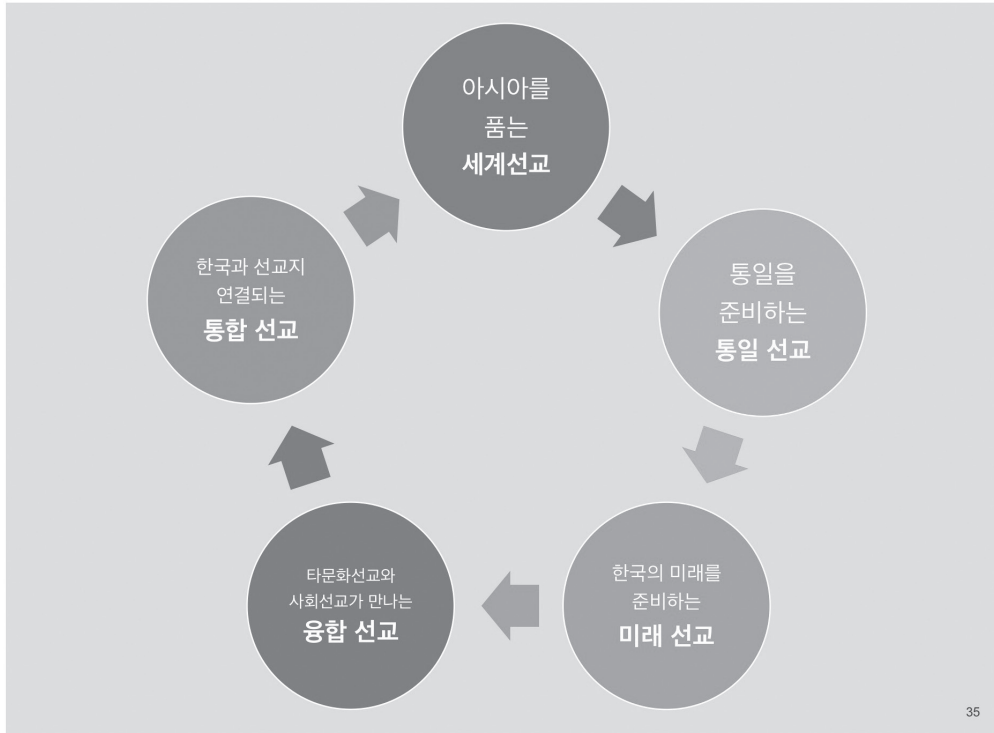 아시아를
품는
세계선교
통일을
준비하는
통일 선교
한국의 미래를
준비하는
미래 선교
타문화선교와
사회선교가 만나는
융합 선교
한국과 선교지
연결되는
통합 선교
35